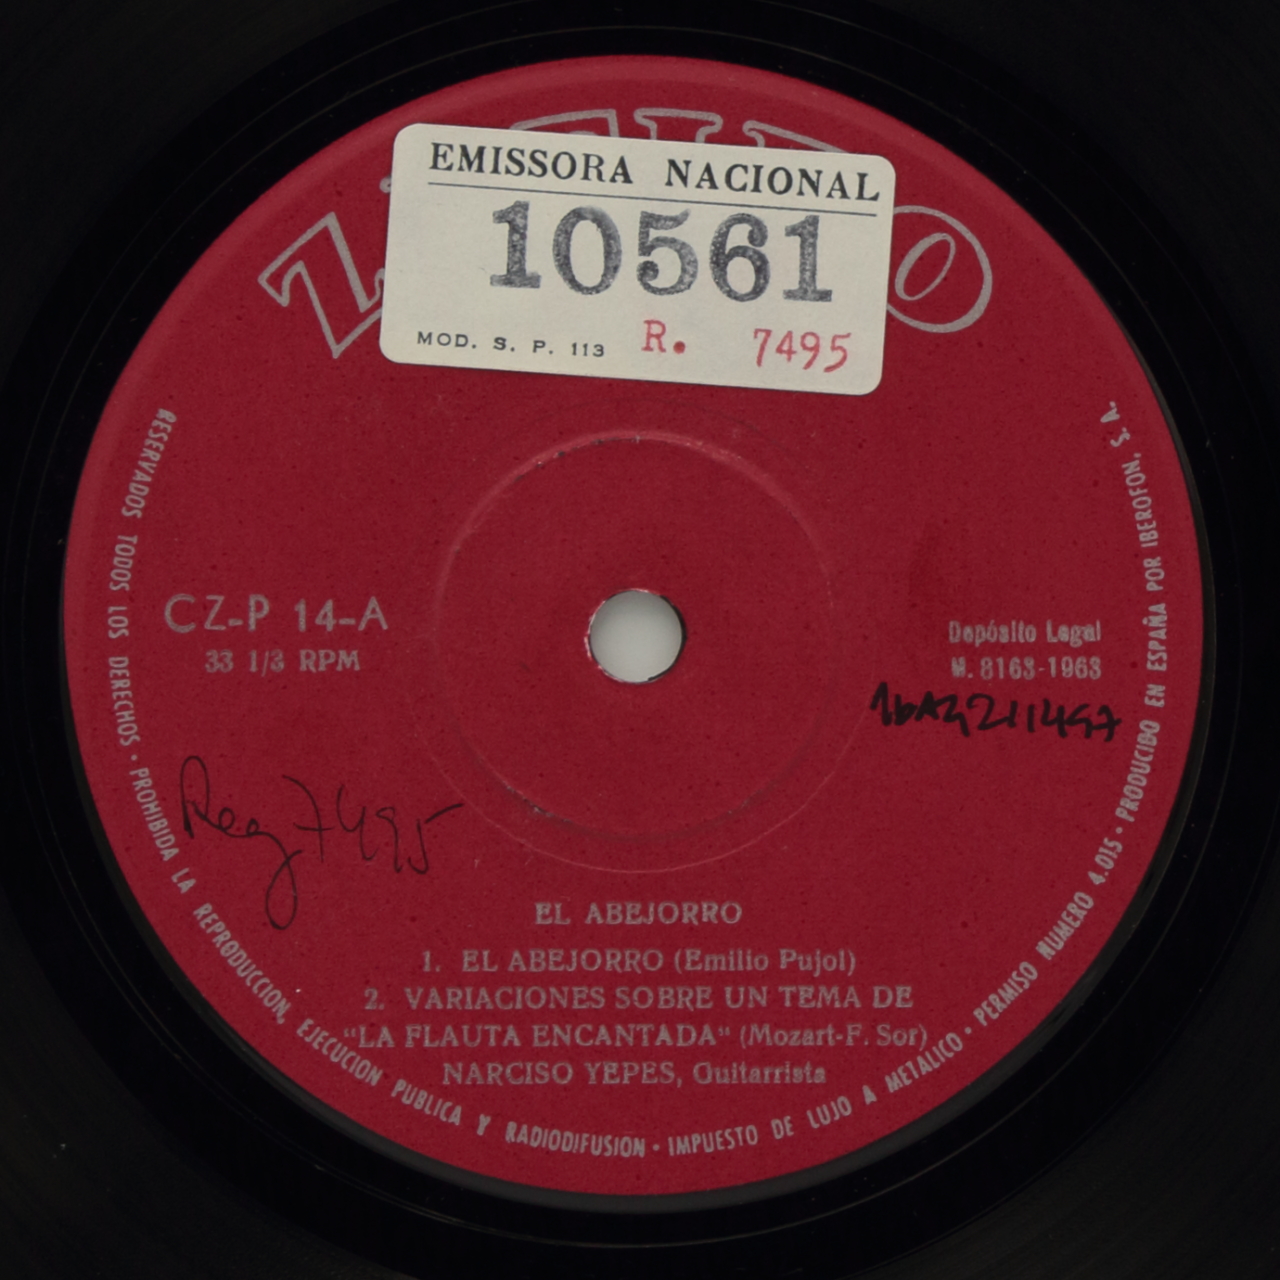 EMISSORA NACIONAL
10561
MOD. S. P. 113 R. 7495
CZ-P 14-A
33 1/3 RPM
Depósito Legal
M. 8163-1963
Reg 7495
EL ABEJORRO
1. EL ABEJORRO (Emilio Pujol)
2. VARIACIONES SOBRE UN TEMA DE
"LA FLAUTA ENCANTADA" (Mozart-F. Sor)
NARCISO YEPES, Guitarrista
RESERVADOS TODOS LOS DERECHOS · PROHIBIDA LA REPRODUCCION, EJECUCION PUBLICA Y RADIODIFUSION · IMPUESTO DE LUJO A METALICO · PERMISO NUMERO 4.015 · PRODUCIDO EN ESPAÑA POR IBEROFON, S. A.